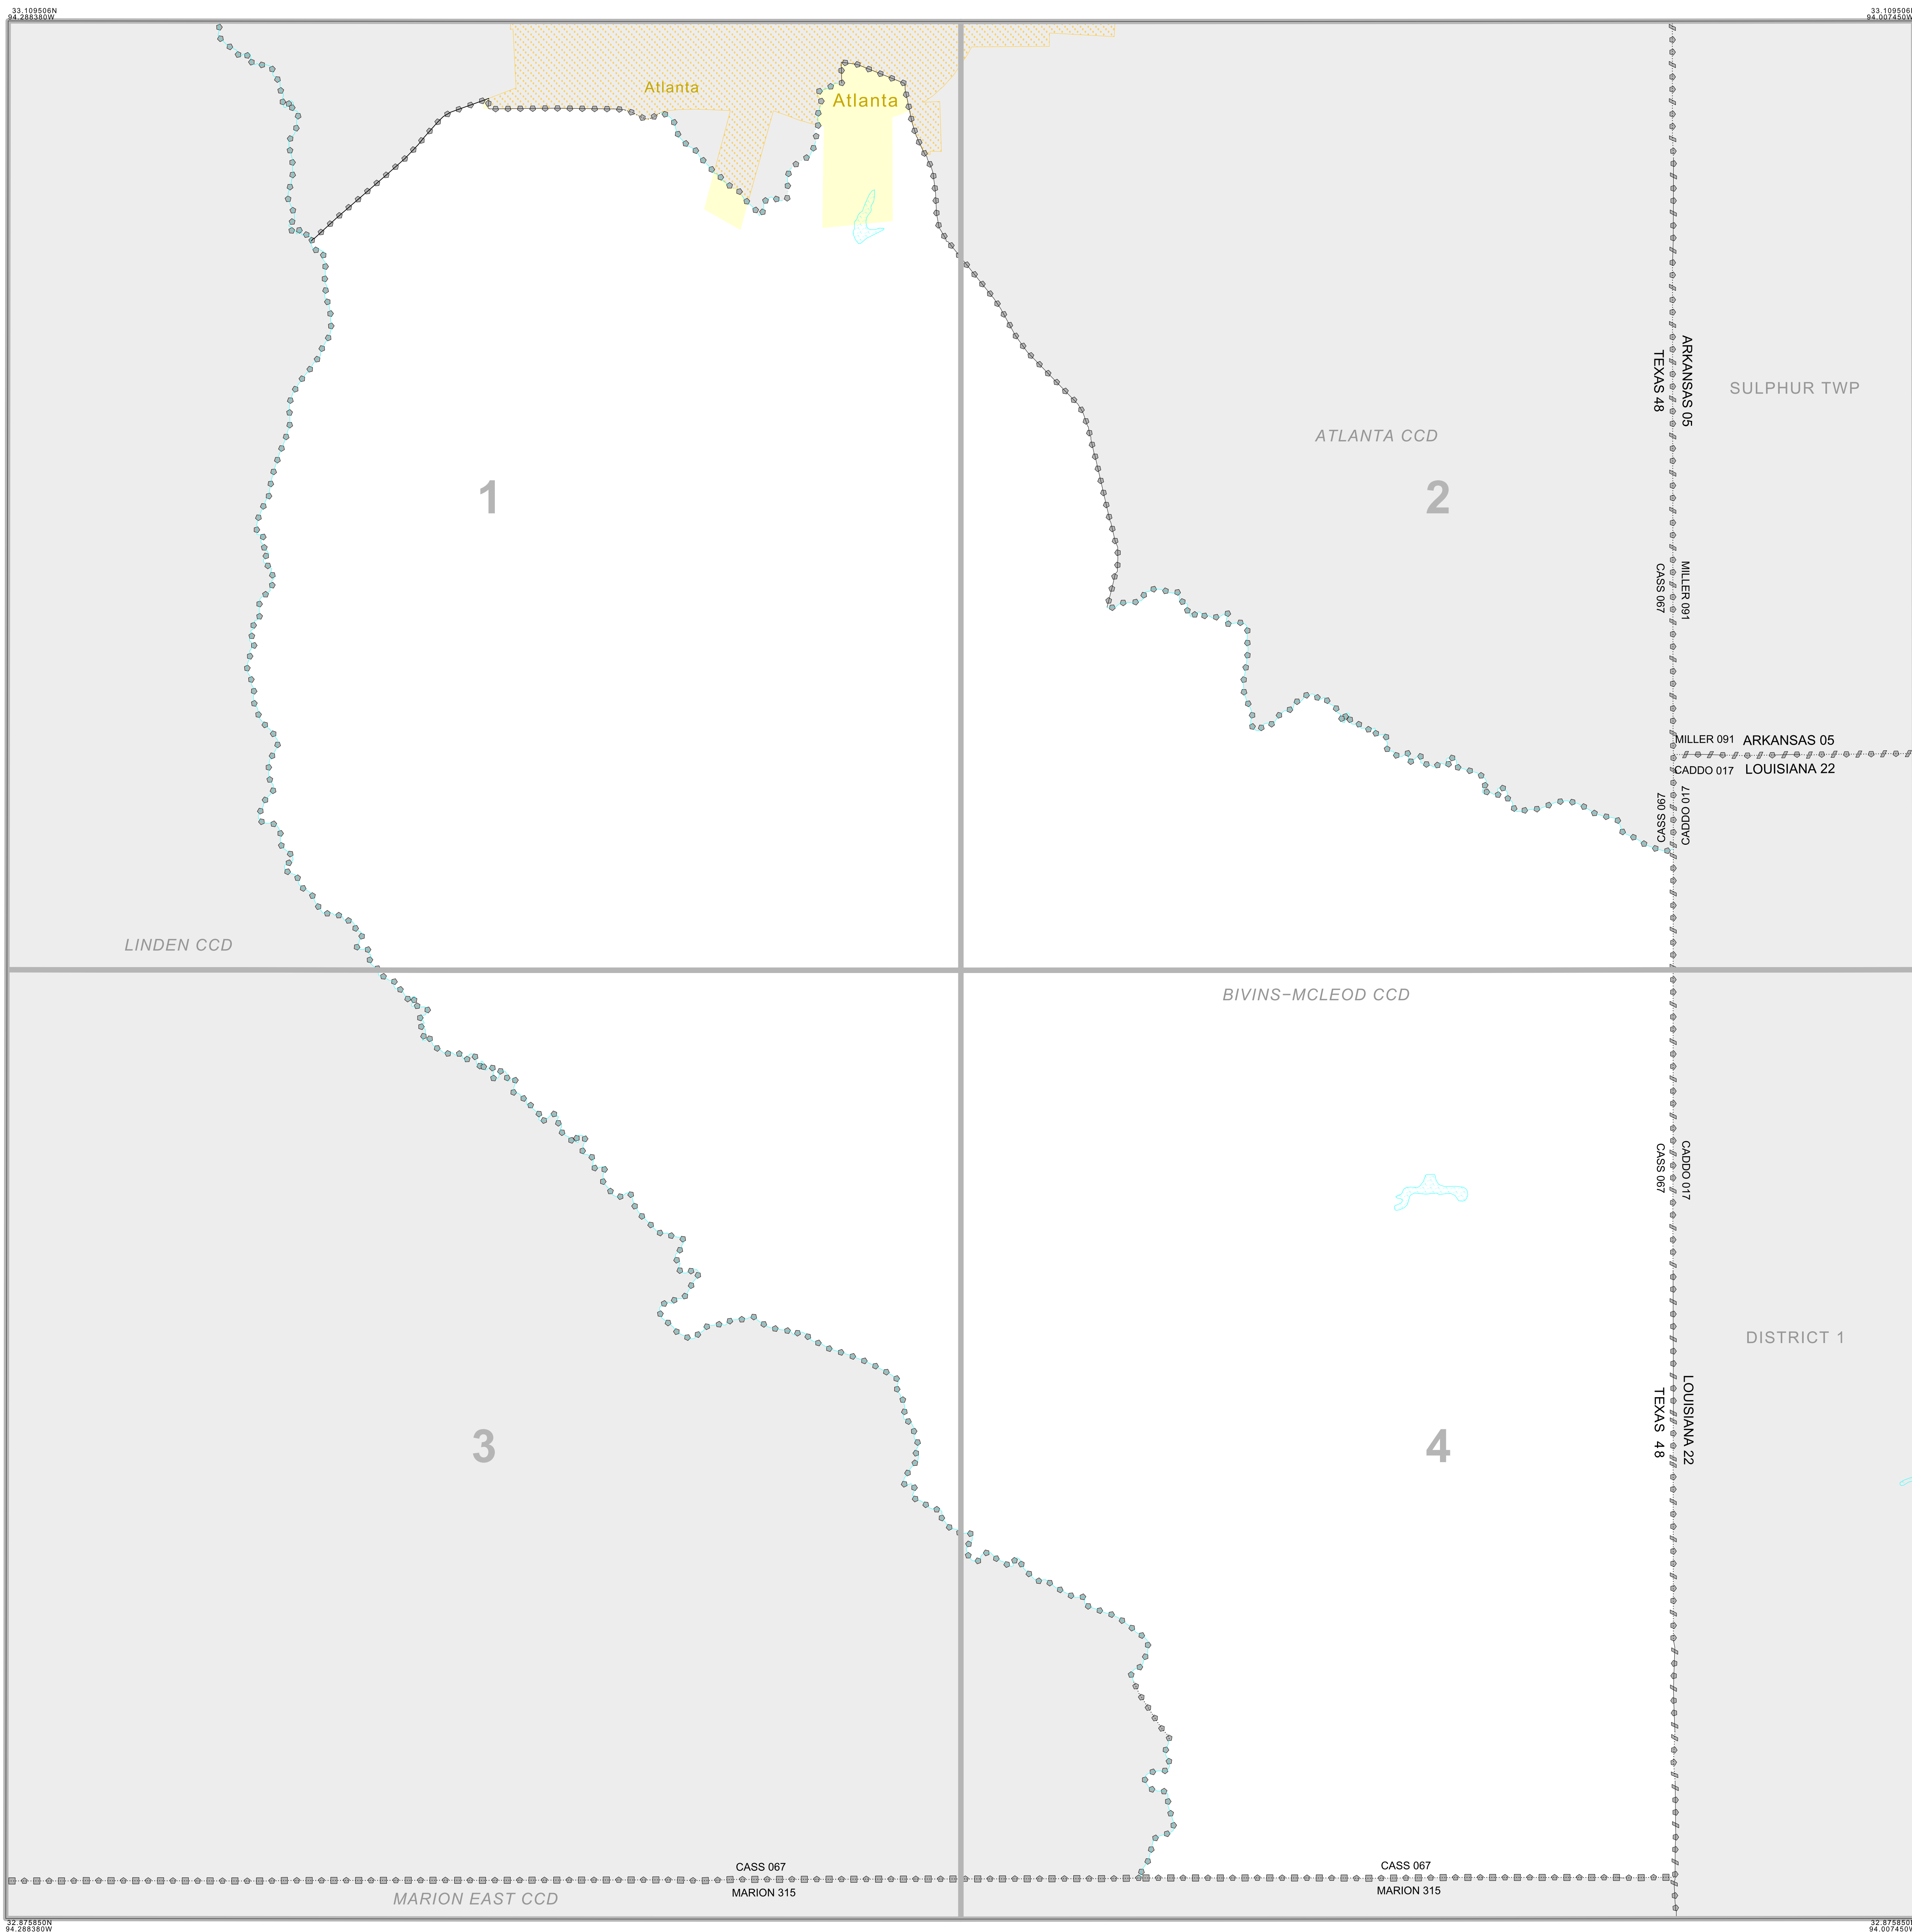 33.109506N
94.288380W
33.109506N
94.007450W
Atlanta
Atlanta
ARKANSAS 05
TEXAS 48
SULPHUR TWP
ATLANTA CCD
1
2
MILLER 091
CASS 067
MILLER 091 ARKANSAS 05
CADDO 017 LOUISIANA 22
CADDO 017
CASS 067
LINDEN CCD
BIVINS-MCLEOD CCD
CADDO 017
CASS 067
DISTRICT 1
LOUISIANA 22
TEXAS 48
3
4
CASS 067
MARION 315
CASS 067
MARION 315
MARION EAST CCD
32.875850N
94.288380W
32.875850N
94.007450W